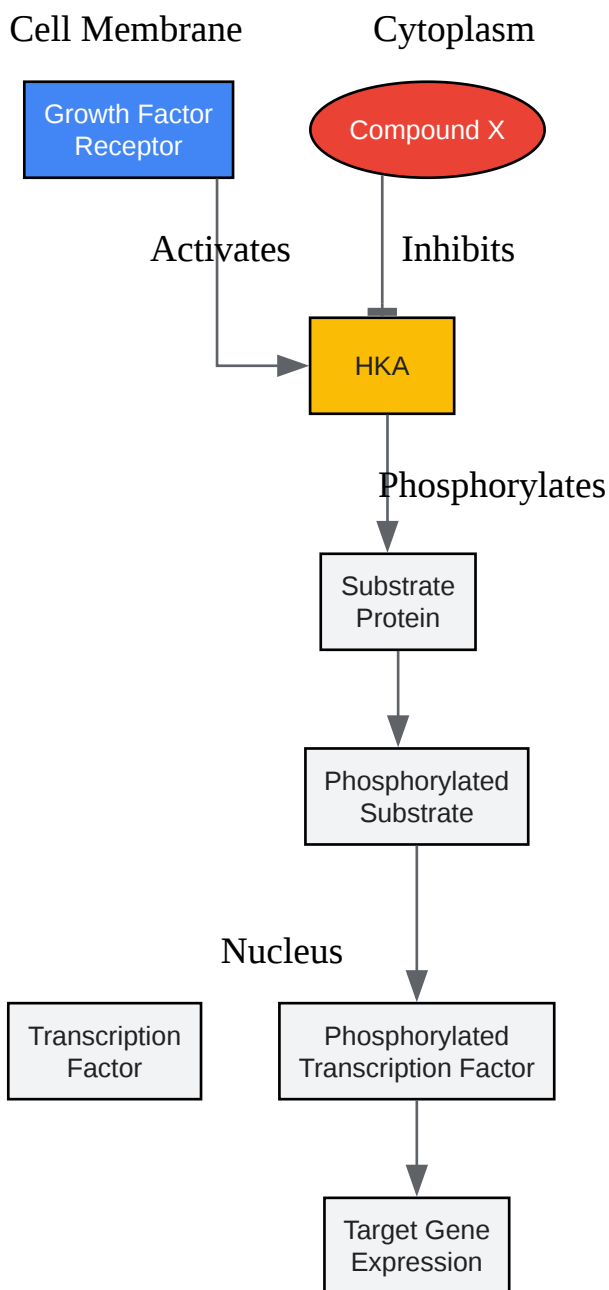 Cell Membrane
Cytoplasm
Growth Factor
Receptor
Compound X
Activates
Inhibits
HKA
Phosphorylates
Substrate
Protein
Phosphorylated
Substrate
Nucleus
Transcription
Factor
Phosphorylated
Transcription Factor
Target Gene
Expression